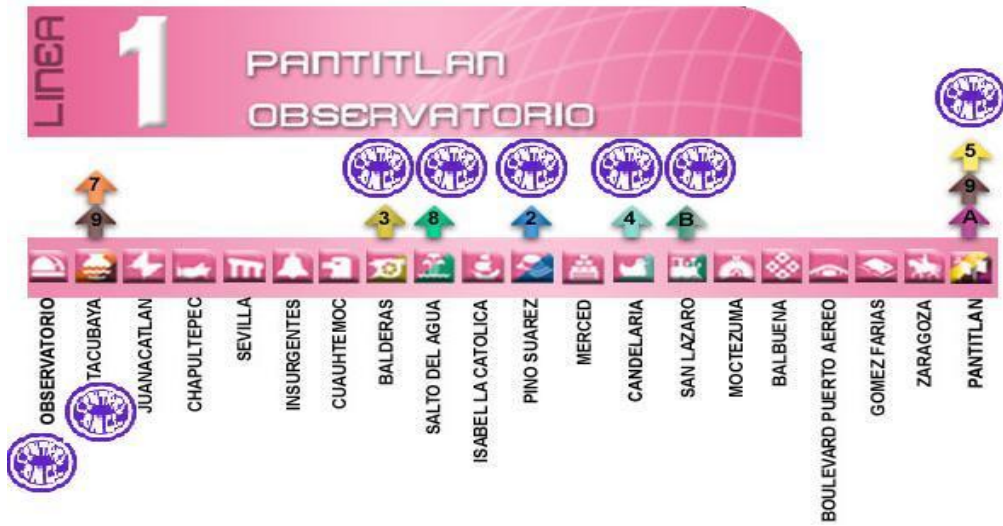 LINEA 1
PANTITLAN
OBSERVATORIO
7
9
3
8
2
4
B
5
9
A
OBSERVATORIO
TACUBAYA
JUANACATLAN
CHAPULTEPEC
SEVILLA
INSURGENTES
CUAUHTEMOC
BALDERAS
SALTO DEL AGUA
ISABEL LA CATOLICA
PINO SUAREZ
MERCED
CANDELARIA
SAN LAZARO
MOCTEZUMA
BALBUENA
BOULEVARD PUERTO AEREO
GOMEZ FARIAS
ZARAGOZA
PANTITLAN